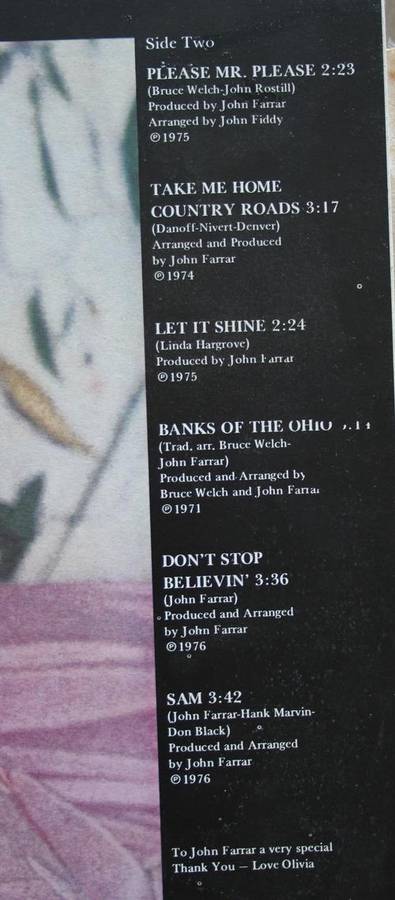 Side Two
PLEASE MR. PLEASE 2:23
(Bruce Welch-John Rostill)
Produced by John Farrar
Arranged by John Fiddy
℗1975
TAKE ME HOME
COUNTRY ROADS 3:17
(Danoff-Nivert-Denver)
Arranged and Produced
by John Farrar
℗1974
LET IT SHINE 2:24
(Linda Hargrove)
Produced by John Farrar
℗1975
BANKS OF THE OHIO
(Trad. arr. Bruce Welch-
John Farrar)
Produced and Arranged by
Bruce Welch and John Farrar
℗1971
DON'T STOP
BELIEVIN' 3:36
(John Farrar)
Produced and Arranged
by John Farrar
℗1976
SAM 3:42
(John Farrar-Hank Marvin-
Don Black)
Produced and Arranged
by John Farrar
℗1976
To John Farrar a very special
Thank You — Love Olivia